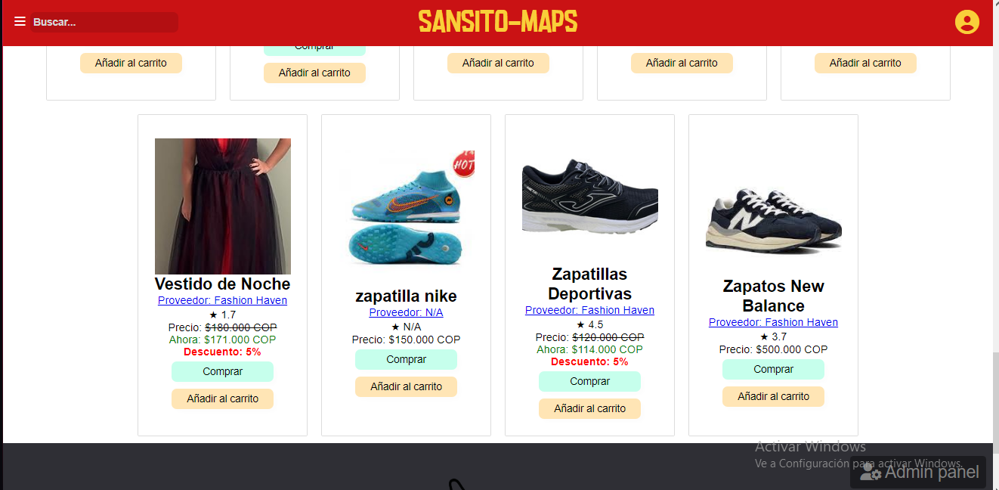 Buscar...
SANSITO-MAPS
Comprar
Añadir al carrito
Añadir al carrito
Añadir al carrito
Añadir al carrito
Añadir al carrito
HOT
Vestido de Noche
Proveedor: Fashion Haven
★ 1.7
Precio: $180.000 COP
Ahora: $171.000 COP
Descuento: 5%
Comprar
Añadir al carrito
zapatilla nike
Proveedor: N/A
★ N/A
Precio: $150.000 COP
Comprar
Añadir al carrito
Zapatillas
Deportivas
Proveedor: Fashion Haven
★ 4.5
Precio: $120.000 COP
Ahora: $114.000 COP
Descuento: 5%
Comprar
Añadir al carrito
Zapatos New
Balance
Proveedor: Fashion Haven
★ 3.7
Precio: $500.000 COP
Comprar
Añadir al carrito
Activar Windows
Ve a Configuración para activar Windows.
Admin panel